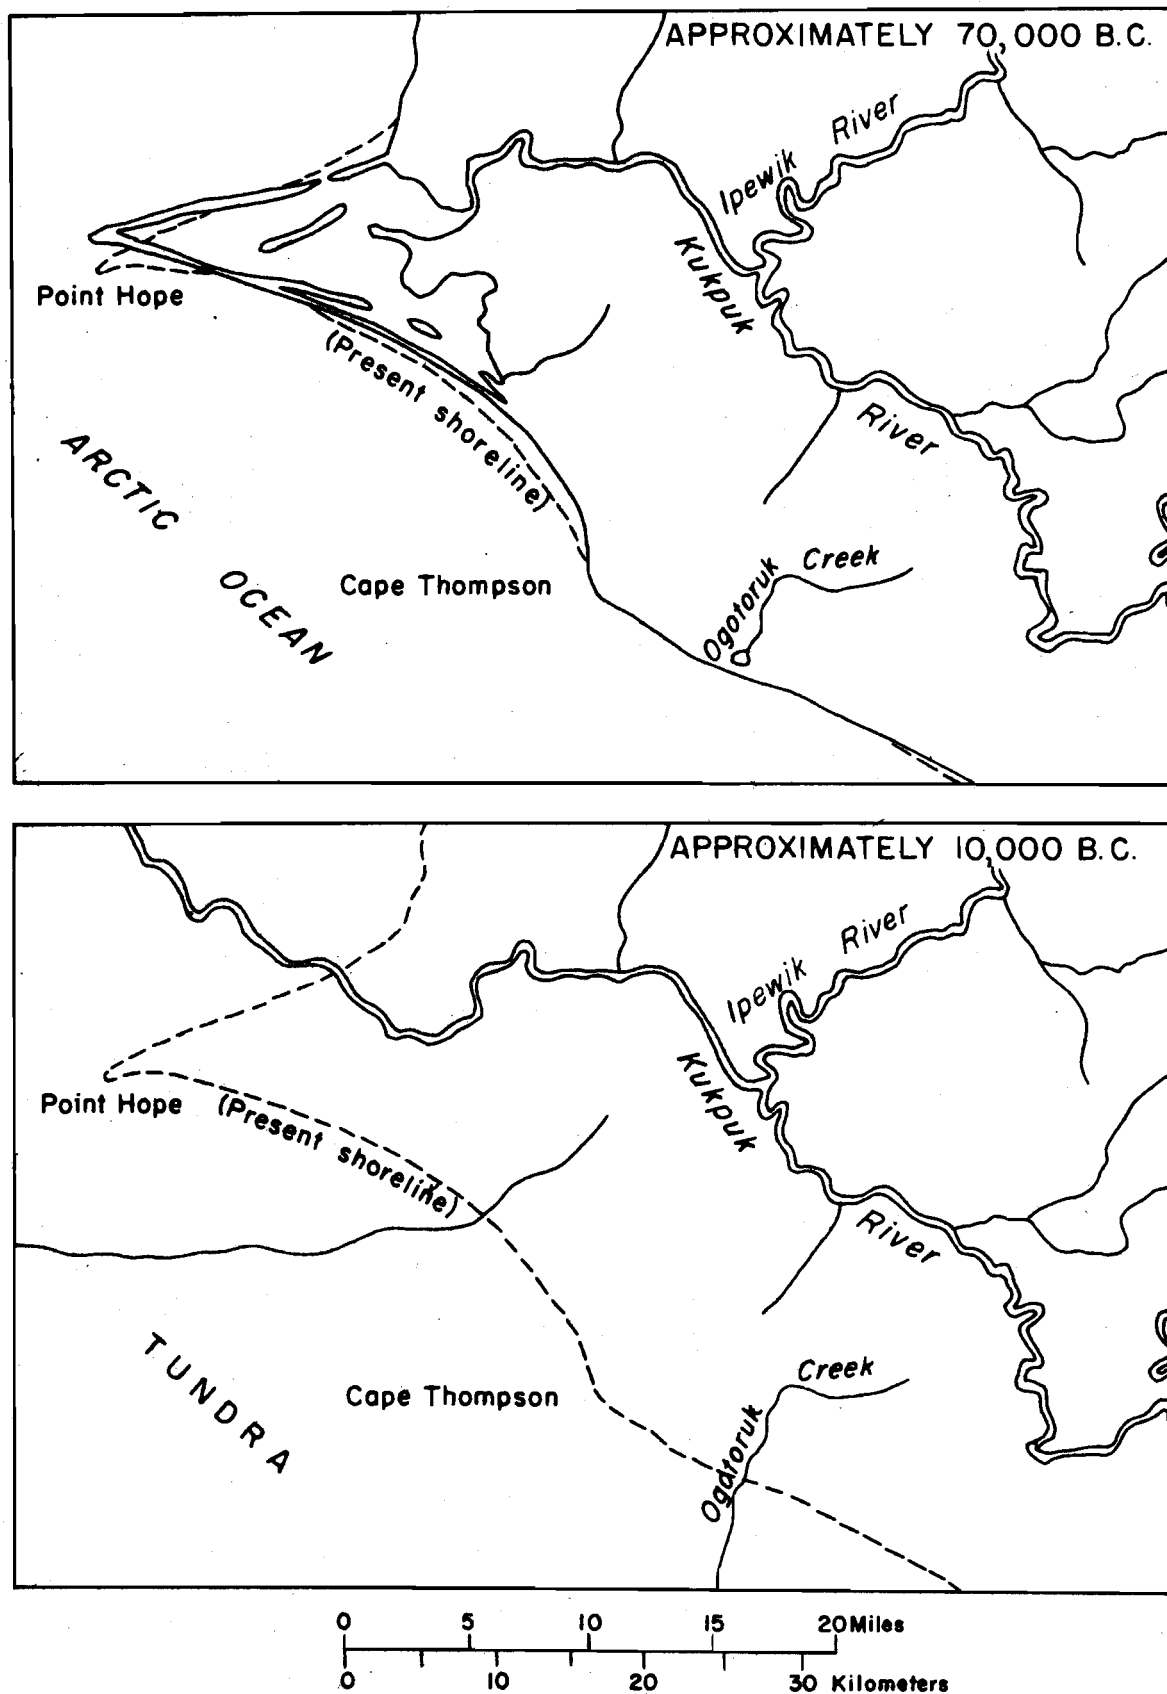 APPROXIMATELY 70,000 B.C.
Ipewik River
Kukpuk River
Point Hope
(Present shoreline)
ARCTIC OCEAN
Cape Thompson
Ogotoruk Creek
APPROXIMATELY 10,000 B.C.
Ipewik River
Kukpuk River
Point Hope
(Present shoreline)
TUNDRA
Cape Thompson
Ogotoruk Creek
0 5 10 15 20 Miles
0 10 20 30 Kilometers